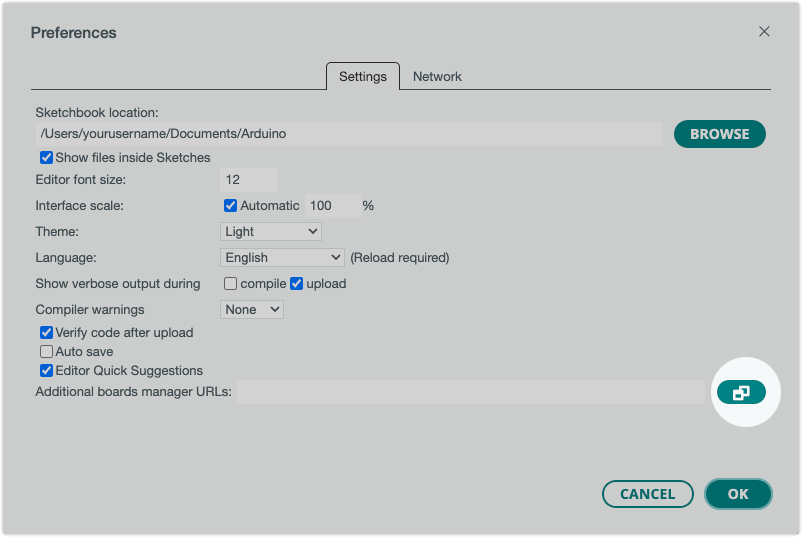 Preferences
Settings Network
Sketchbook location:
/Users/yourusername/Documents/Arduino BROWSE
Show files inside Sketches
Editor font size: 12
Interface scale: Automatic 100 %
Theme: Light
Language: English (Reload required)
Show verbose output during compile upload
Compiler warnings None
Verify code after upload
Auto save
Editor Quick Suggestions
Additional boards manager URLs:
CANCEL OK